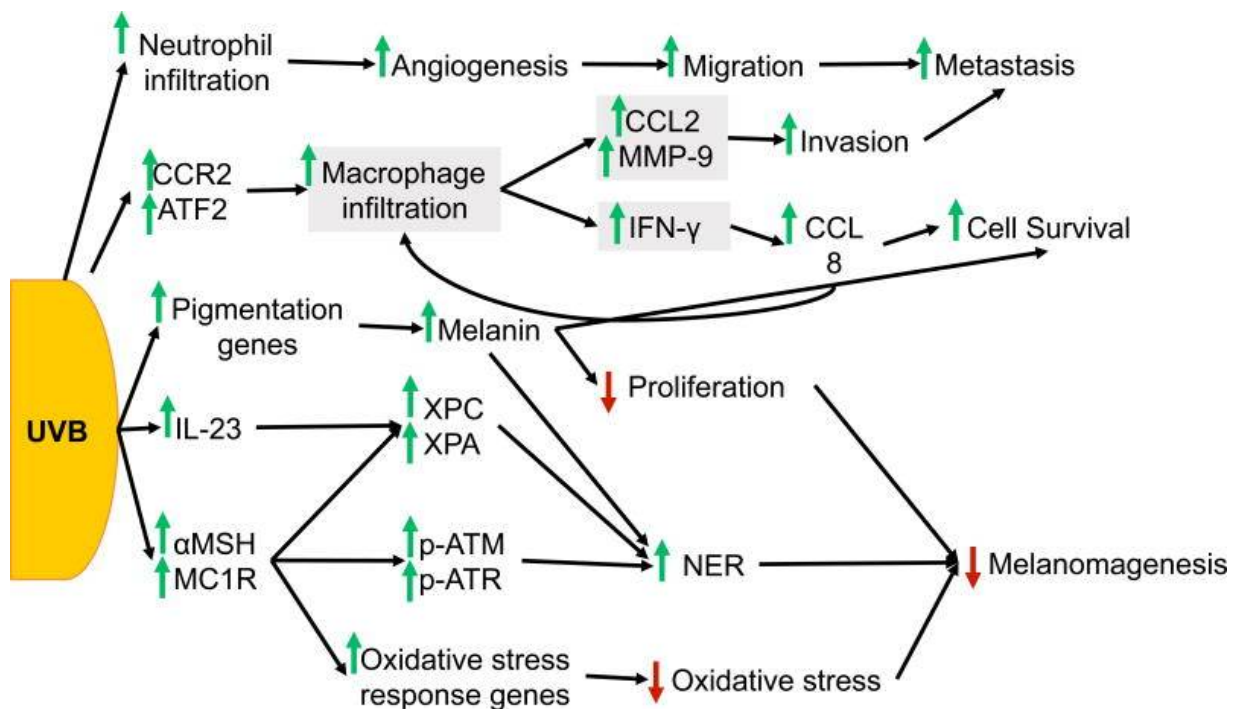 Neutrophil
infiltration
Angiogenesis
Migration
Metastasis
CCR2
ATF2
Macrophage
infiltration
CCL2
MMP-9
Invasion
IFN-γ
CCL
8
Cell Survival
UVB
Pigmentation
genes
Melanin
Proliferation
IL-23
XPC
XPA
αMSH
MC1R
p-ATM
p-ATR
NER
Melanomagenesis
Oxidative stress
response genes
Oxidative stress